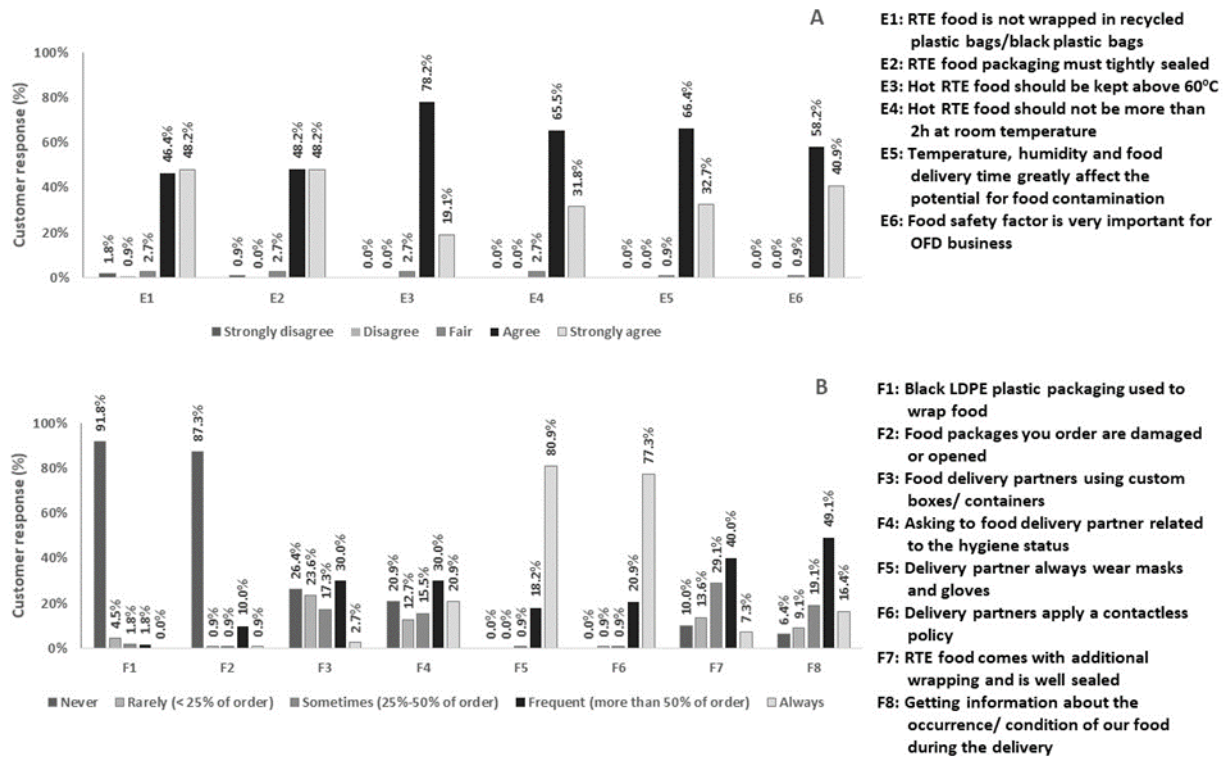 A
Customer response (%)
100%
80%
60%
40%
20%
0%
1.8%
0.9%
2.7%
46.4%
48.2%
0.9%
0.0%
2.7%
48.2%
48.2%
0.0%
0.0%
2.7%
78.2%
19.1%
0.0%
0.0%
2.7%
65.5%
31.8%
0.0%
0.0%
0.9%
66.4%
32.7%
0.0%
0.0%
0.9%
58.2%
40.9%
E1 E2 E3 E4 E5 E6
Strongly disagree Disagree Fair Agree Strongly agree
E1: RTE food is not wrapped in recycled
plastic bags/black plastic bags
E2: RTE food packaging must tightly sealed
E3: Hot RTE food should be kept above 60°C
E4: Hot RTE food should not be more than
2h at room temperature
E5: Temperature, humidity and food
delivery time greatly affect the
potential for food contamination
E6: Food safety factor is very important for
OFD business
B
Customer response (%)
100%
80%
60%
40%
20%
0%
91.8%
4.5%
1.8%
1.8%
0.0%
87.3%
0.9%
0.9%
10.0%
0.9%
26.4%
23.6%
17.3%
30.0%
2.7%
20.9%
12.7%
15.5%
30.0%
20.9%
0.0%
0.0%
0.9%
18.2%
80.9%
0.0%
0.9%
0.9%
20.9%
77.3%
10.0%
13.6%
29.1%
40.0%
7.3%
6.4%
9.1%
19.1%
49.1%
16.4%
F1 F2 F3 F4 F5 F6 F7 F8
Never Rarely (< 25% of order) Sometimes (25%-50% of order) Frequent (more than 50% of order) Always
F1: Black LDPE plastic packaging used to
wrap food
F2: Food packages you order are damaged
or opened
F3: Food delivery partners using custom
boxes/ containers
F4: Asking to food delivery partner related
to the hygiene status
F5: Delivery partner always wear masks
and gloves
F6: Delivery partners apply a contactless
policy
F7: RTE food comes with additional
wrapping and is well sealed
F8: Getting information about the
occurrence/ condition of our food
during the delivery